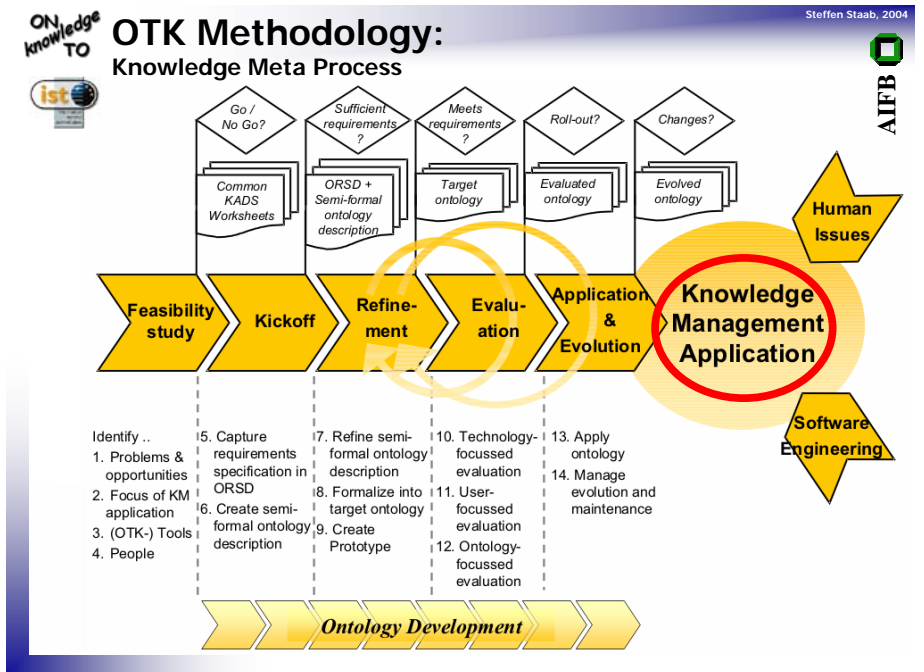 Steffen Staab, 2004
ON
knowledge
TO
OTK Methodology:
Knowledge Meta Process
ist
AIFB
Go /
No Go?
Sufficient
requirements
?
Meets
requirements
?
Roll-out?
Changes?
Common
KADS
Worksheets
ORSD +
Semi-formal
ontology
description
Target
ontology
Evaluated
ontology
Evolved
ontology
Human
Issues
Feasibility
study
Kickoff
Refine-
ment
Evalu-
ation
Application
&
Evolution
Knowledge
Management
Application
Software
Engineering
Identify ..
1. Problems &
opportunities
2. Focus of KM
application
3. (OTK-) Tools
4. People
5. Capture
requirements
specification in
ORSD
6. Create semi-
formal ontology
description
7. Refine semi-
formal ontology
description
8. Formalize into
target ontology
9. Create
Prototype
10. Technology-
focussed
evaluation
11. User-
focussed
evaluation
12. Ontology-
focussed
evaluation
13. Apply
ontology
14. Manage
evolution and
maintenance
Ontology Development